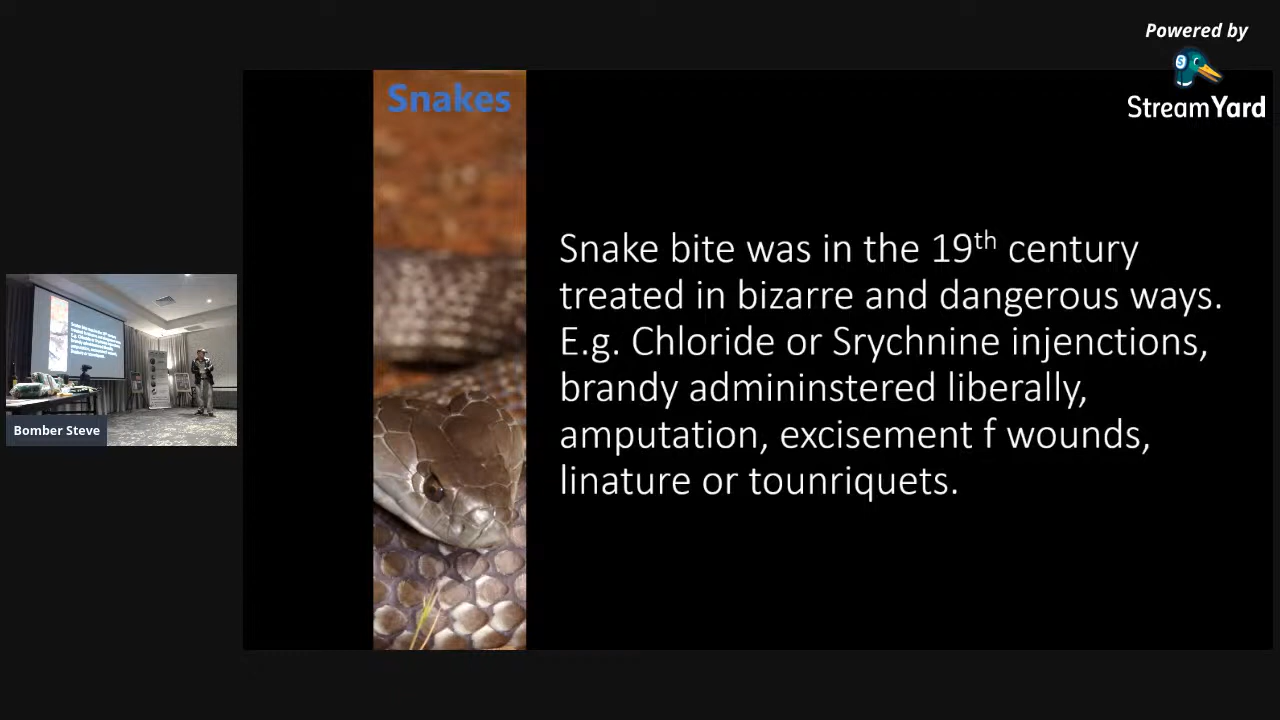 Powered by
StreamYard
Snakes
Snake bite was in the 19th century
treated in bizarre and dangerous ways.
E.g. Chloride or Srychnine injenctions,
brandy admininstered liberally,
amputation, excisement f wounds,
linature or tounriquets.
Bomber Steve